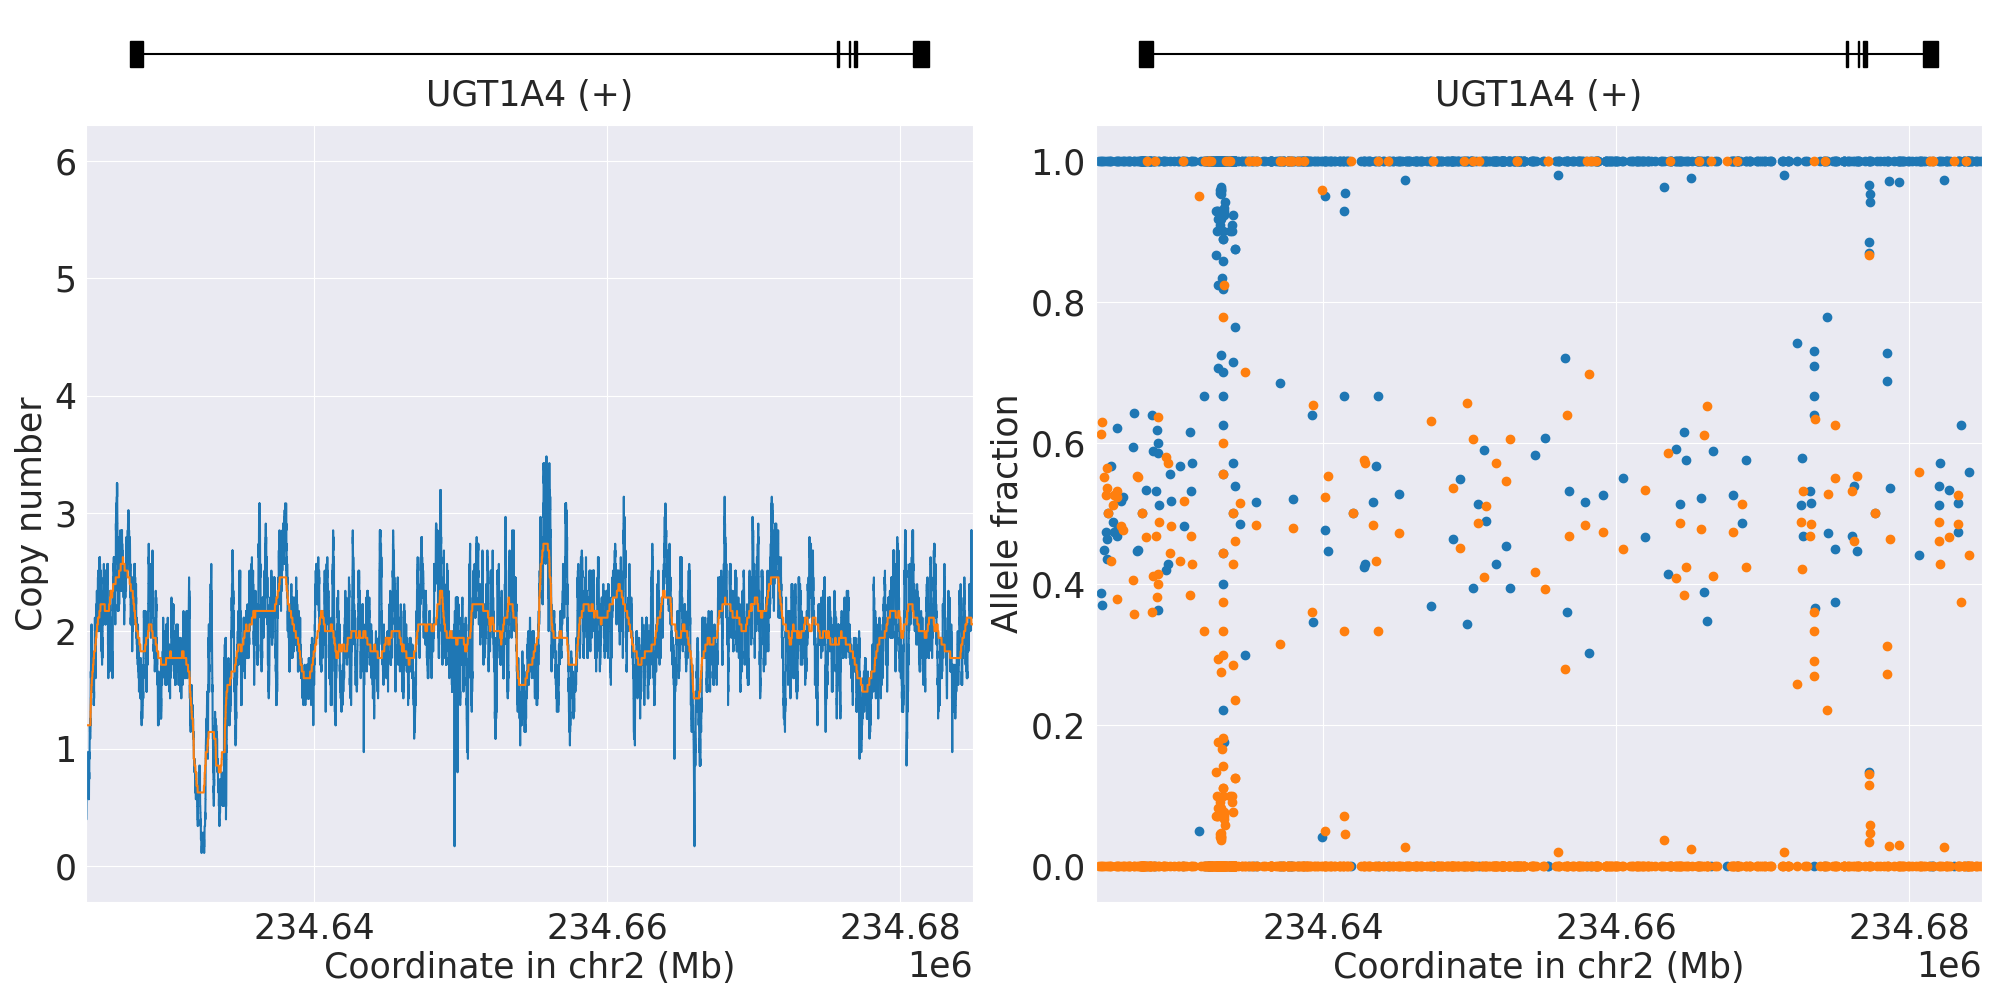 UGT1A4 (+)
6
5
4
3
2
1
0
Copy number
234.64 234.66 234.68
1e6
Coordinate in chr2 (Mb)
UGT1A4 (+)
1.0
0.8
0.6
0.4
0.2
0.0
Allele fraction
234.64 234.66 234.68
1e6
Coordinate in chr2 (Mb)